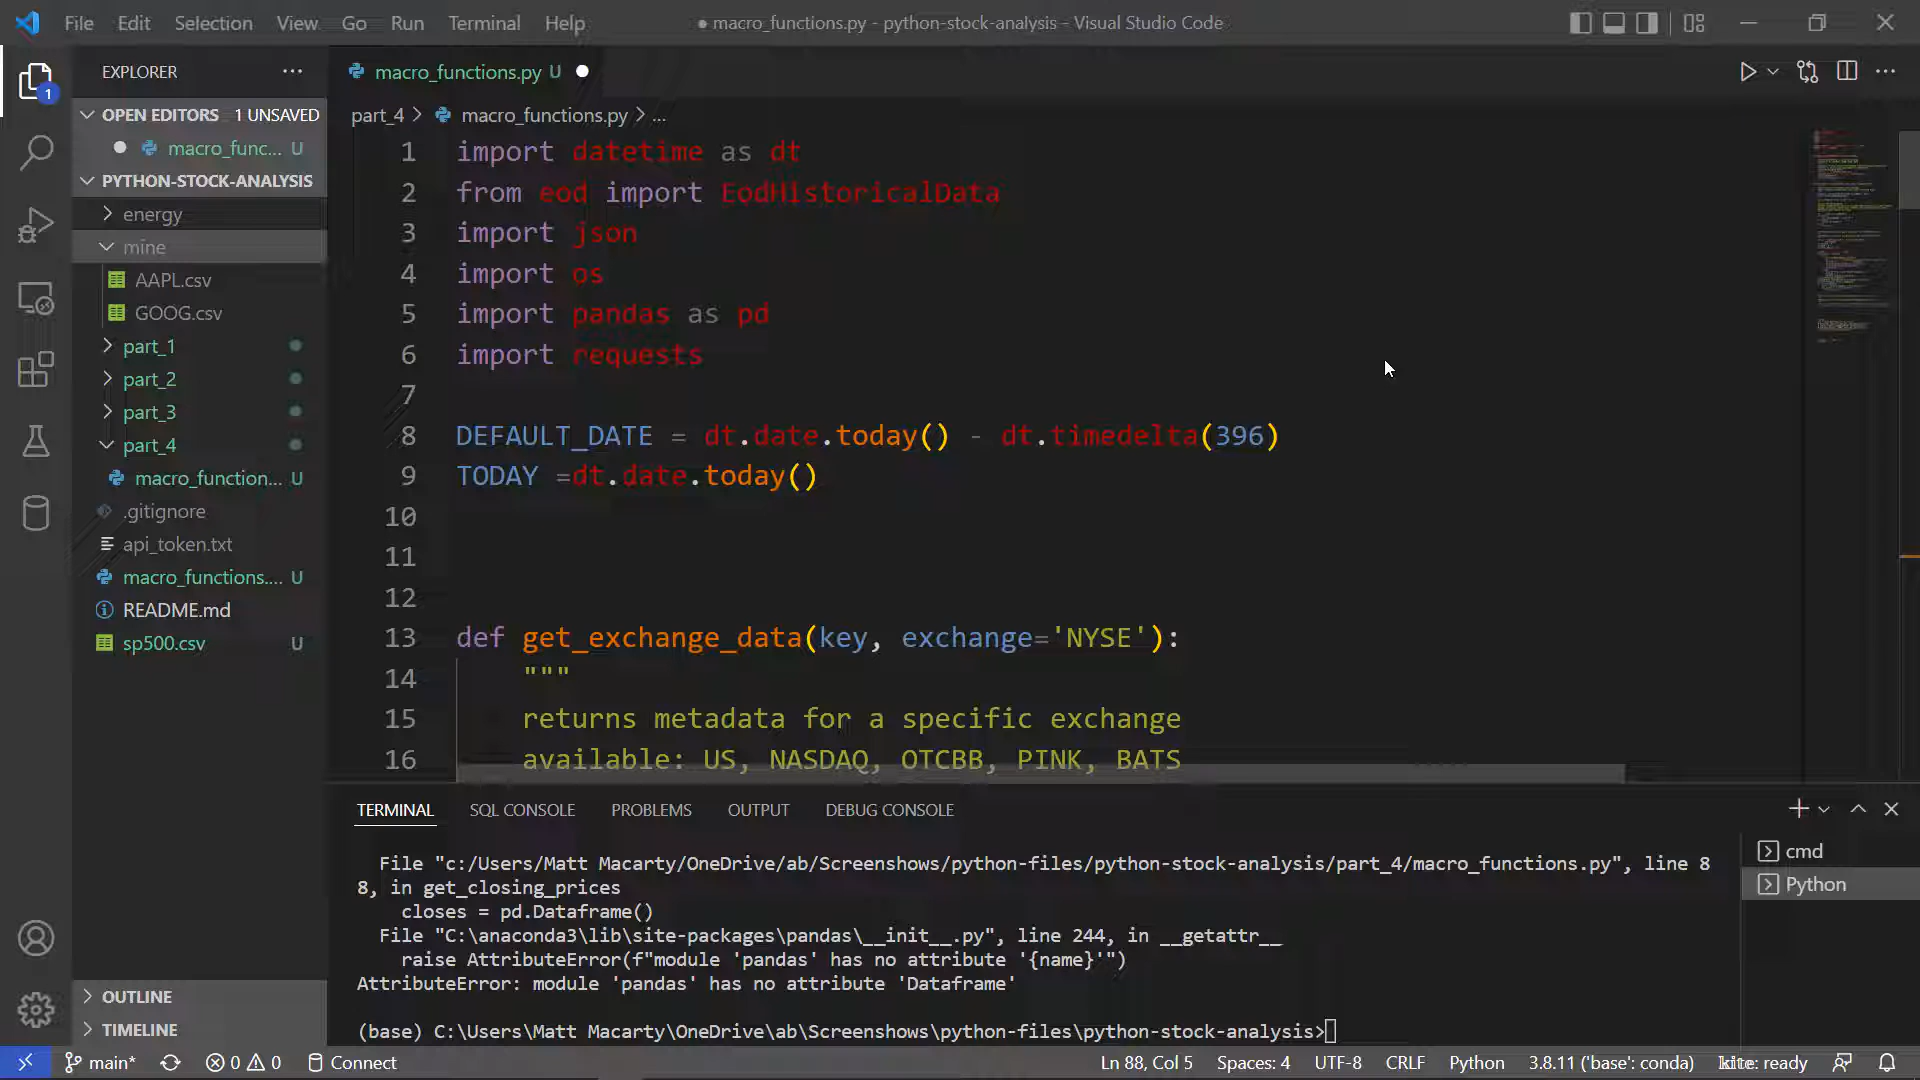 File Edit Selection View Go Run Terminal Help
● macro_functions.py - python-stock-analysis - Visual Studio Code
EXPLORER
OPEN EDITORS 1 UNSAVED
macro_func... U
PYTHON-STOCK-ANALYSIS
energy
mine
AAPL.csv
GOOG.csv
part_1
part_2
part_3
part_4
macro_function... U
.gitignore
api_token.txt
macro_functions.... U
README.md
sp500.csv U
OUTLINE
TIMELINE
1
macro_functions.py U
part_4 > macro_functions.py > ...
1 import datetime as dt
2 from eod import EodHistoricalData
3 import json
4 import os
5 import pandas as pd
6 import requests
7
8 DEFAULT_DATE = dt.date.today() - dt.timedelta(396)
9 TODAY =dt.date.today()
10
11
12
13 def get_exchange_data(key, exchange='NYSE'):
14 """
15 returns metadata for a specific exchange
16 available: US, NASDAQ, OTCBB, PINK, BATS
TERMINAL SQL CONSOLE PROBLEMS OUTPUT DEBUG CONSOLE
File "c:/Users/Matt Macarty/OneDrive/ab/Screenshows/python-files/python-stock-analysis/part_4/macro_functions.py", line 8
8, in get_closing_prices
closes = pd.Dataframe()
File "C:\anaconda3\lib\site-packages\pandas\__init__.py", line 244, in __getattr__
raise AttributeError(f"module 'pandas' has no attribute '{name}'")
AttributeError: module 'pandas' has no attribute 'Dataframe'
(base) C:\Users\Matt Macarty\OneDrive\ab\Screenshows\python-files\python-stock-analysis>
cmd
Python
main* 0 0 Connect
Ln 88, Col 5 Spaces: 4 UTF-8 CRLF Python 3.8.11 ('base': conda) kite: ready